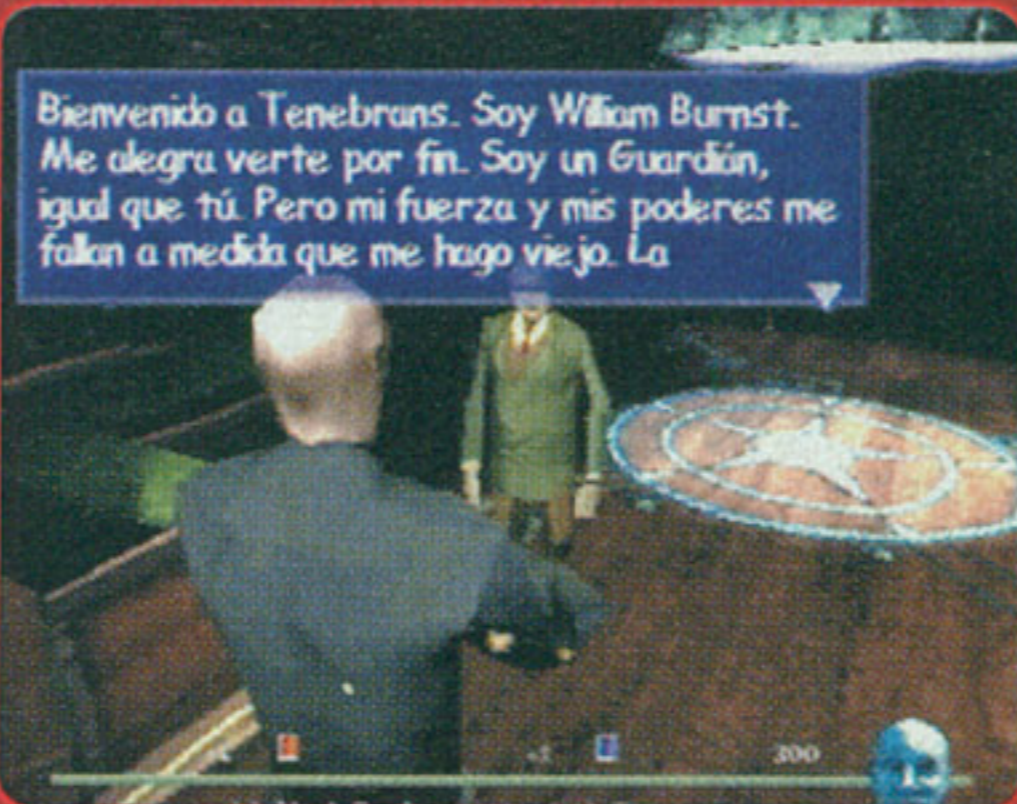 Bienvenido a Tenebrans. Soy William Burnst.
Me alegra verte por fin. Soy un Guardián,
igual que tú. Pero mi fuerza y mis poderes me
fallan a medida que me hago viejo. La
300